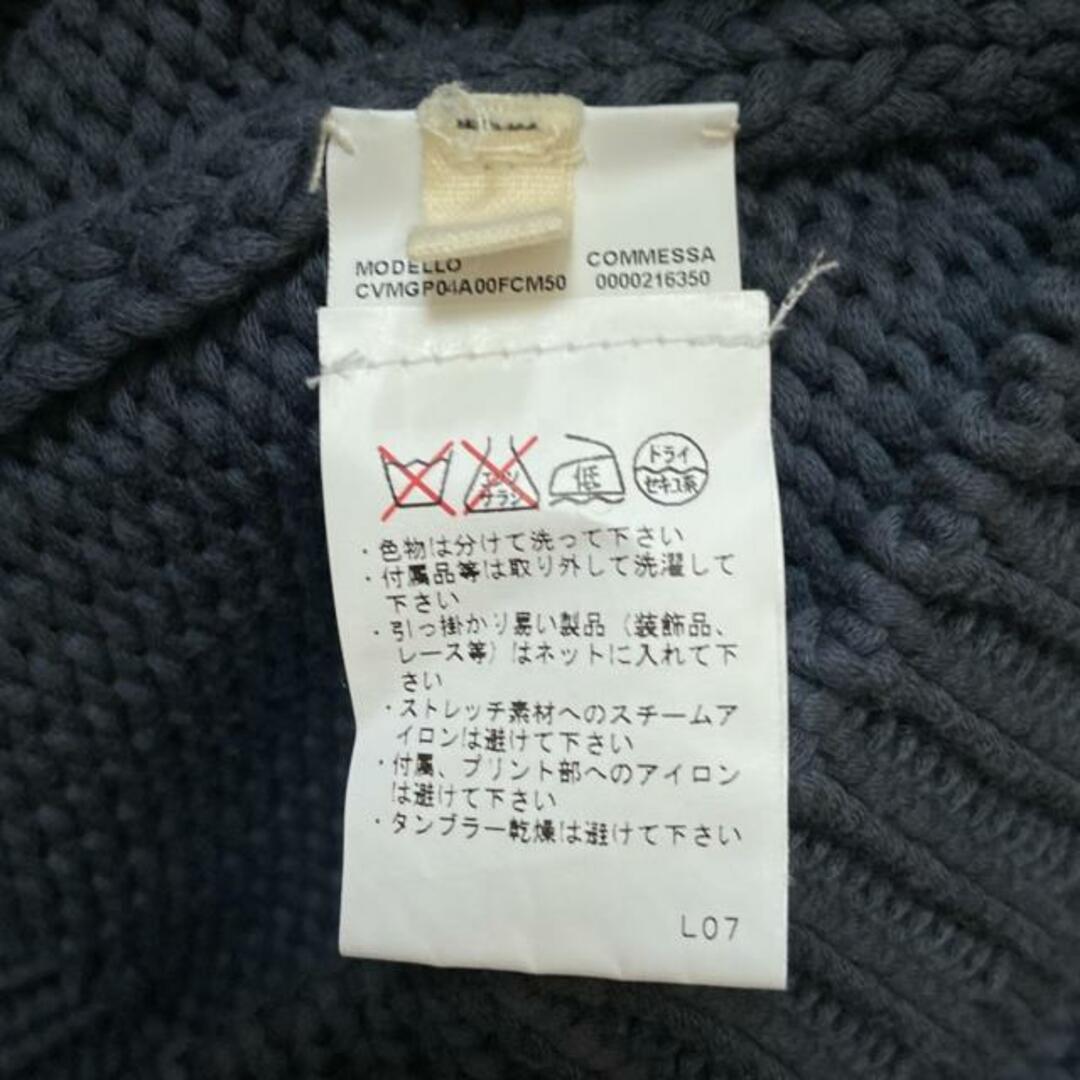 MODELLO COMMESSA
CVMGP04A00FCM50 0000216350
エンソ
サラシ
低
ドライ
セキユ系
・色物は分けて洗って下さい
・付属品等は取り外して洗濯して
下さい
・引っ掛かり易い製品（装飾品、
レース等）はネットに入れて下
さい
・ストレッチ素材へのスチームア
イロンは避けて下さい
・付属、プリント部へのアイロン
は避けて下さい
・タンブラー乾燥は避けて下さい
L07